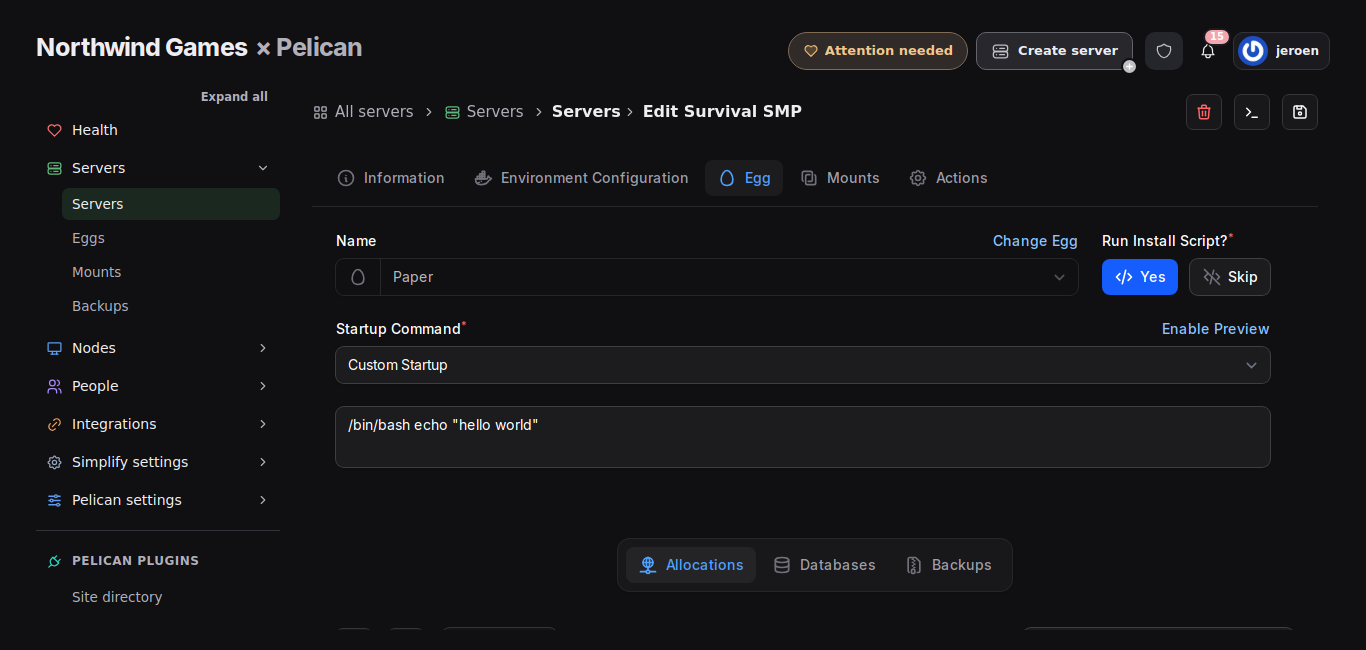 Northwind Games × Pelican
Attention needed
Create server
15
jeroen
Expand all
Health
Servers
Servers
Eggs
Mounts
Backups
Nodes
People
Integrations
Simplify settings
Pelican settings
PELICAN PLUGINS
Site directory
All servers > Servers > Servers > Edit Survival SMP
Information
Environment Configuration
Egg
Mounts
Actions
Name
Change Egg
Run Install Script?*
Paper
Yes
Skip
Startup Command*
Enable Preview
Custom Startup
/bin/bash echo "hello world"
Allocations
Databases
Backups